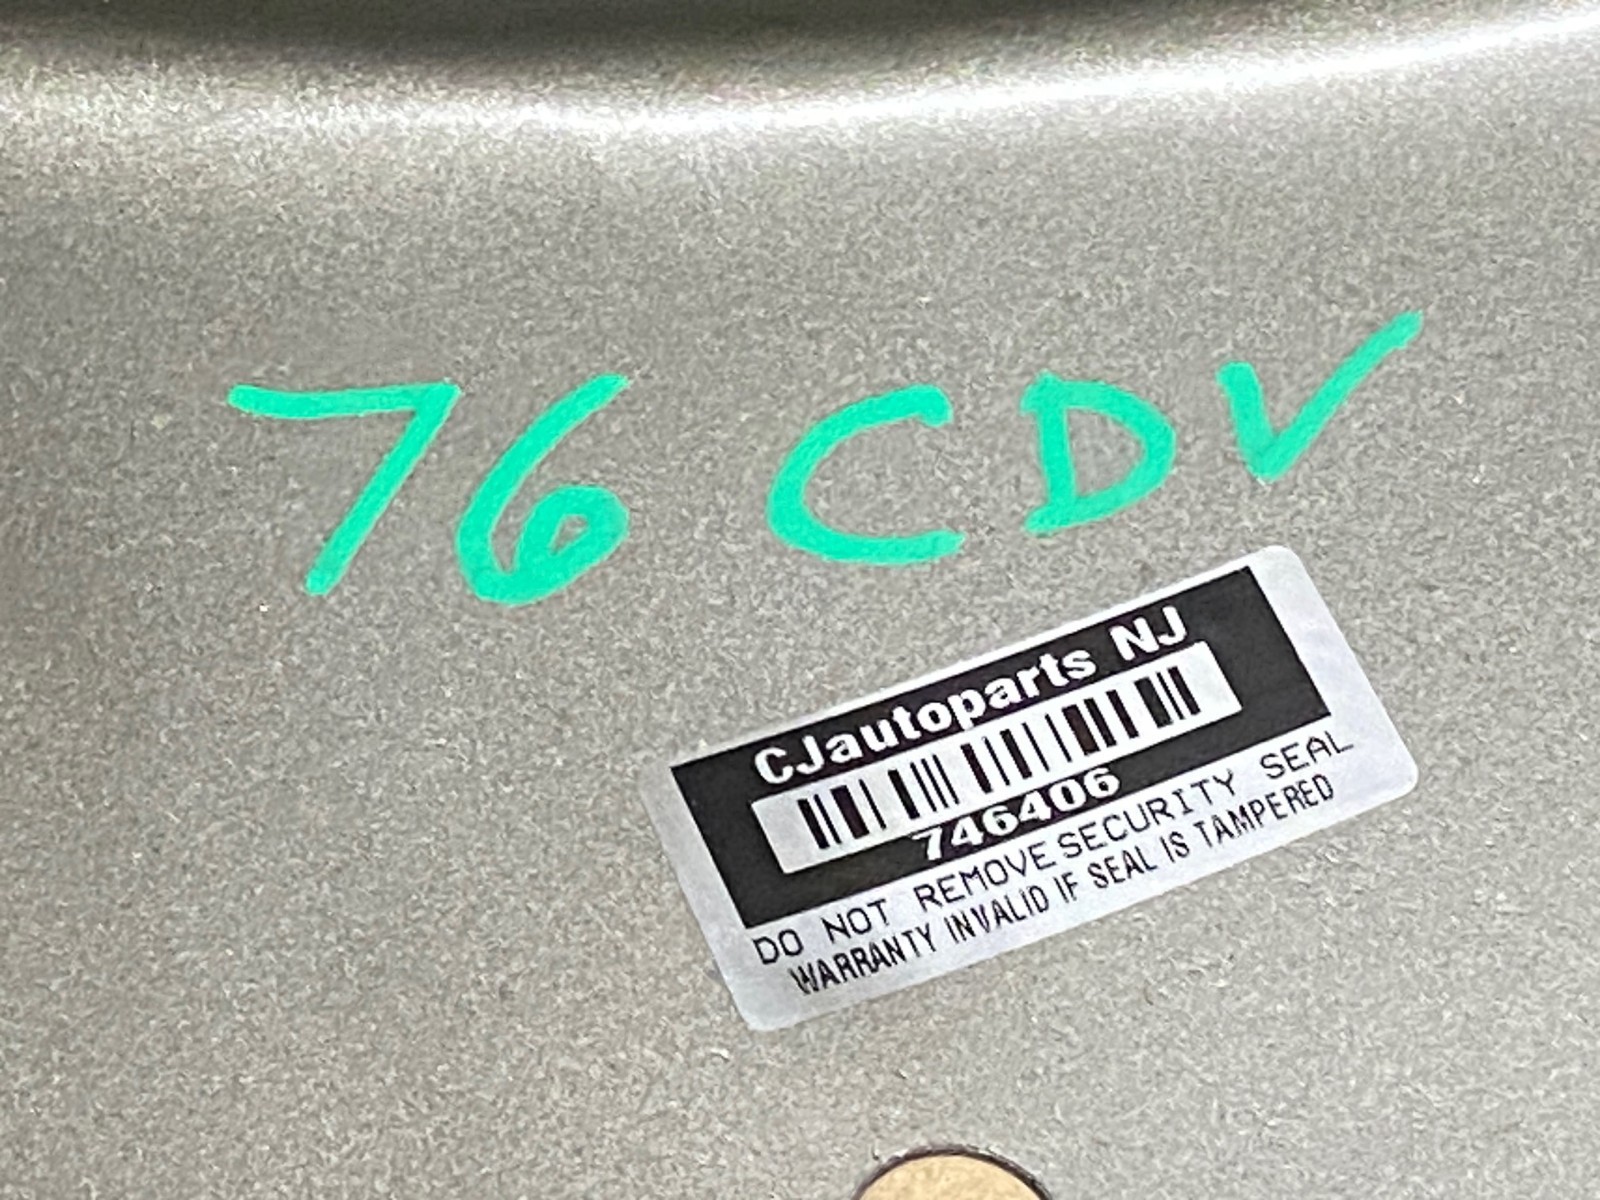 76 CDV
CJautoparts NJ
746406
DO NOT REMOVE SECURITY SEAL
WARRANTY INVALID IF SEAL IS TAMPERED